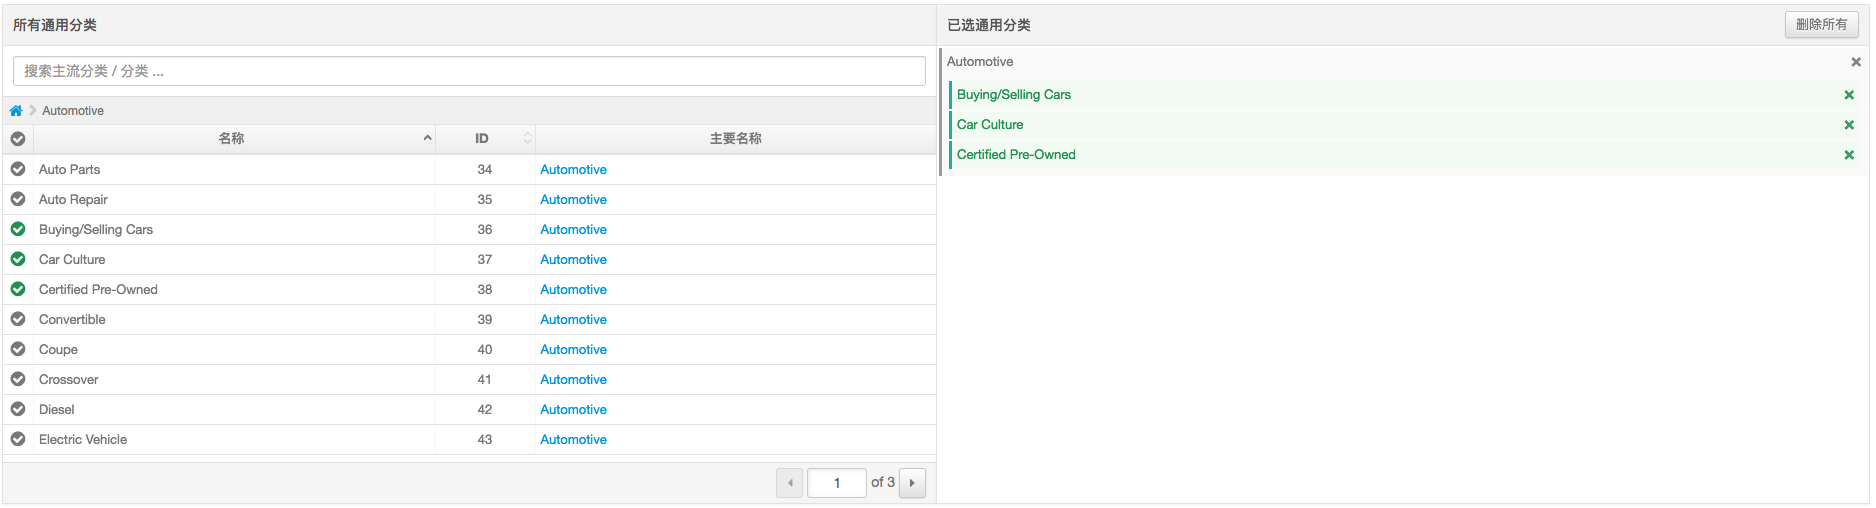 所有通用分类
搜索主流分类 / 分类 ...
Automotive
名称 ID 主要名称
Auto Parts 34 Automotive
Auto Repair 35 Automotive
Buying/Selling Cars 36 Automotive
Car Culture 37 Automotive
Certified Pre-Owned 38 Automotive
Convertible 39 Automotive
Coupe 40 Automotive
Crossover 41 Automotive
Diesel 42 Automotive
Electric Vehicle 43 Automotive
1 of 3
已选通用分类 删除所有
Automotive
Buying/Selling Cars
Car Culture
Certified Pre-Owned